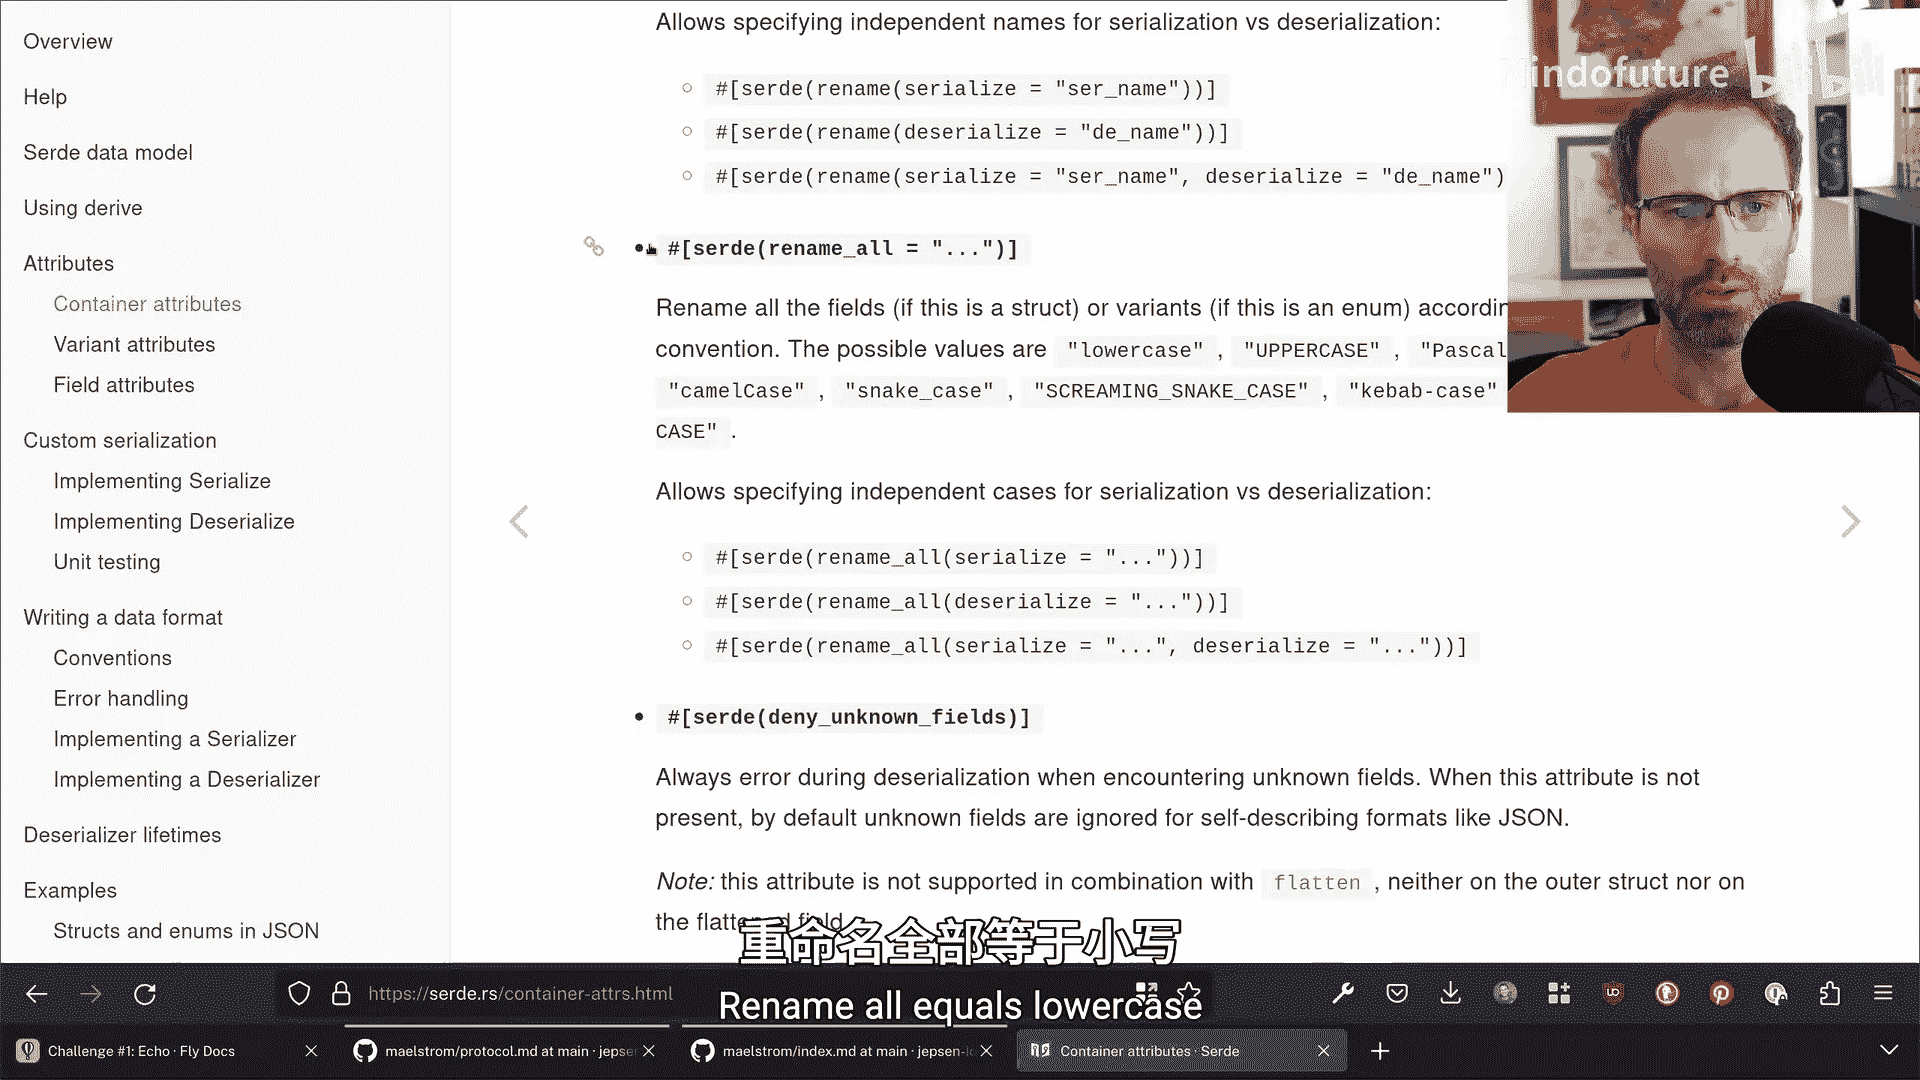 Overview
Help
Serde data model
Using derive
Attributes
Container attributes
Variant attributes
Field attributes
Custom serialization
Implementing Serialize
Implementing Deserialize
Unit testing
Writing a data format
Conventions
Error handling
Implementing a Serializer
Implementing a Deserializer
Deserializer lifetimes
Examples
Structs and enums in JSON
Allows specifying independent names for serialization vs deserialization:
#[serde(rename(serialize = "ser_name"))]
#[serde(rename(deserialize = "de_name"))]
#[serde(rename(serialize = "ser_name", deserialize = "de_name")
#[serde(rename_all = "...")]
Rename all the fields (if this is a struct) or variants (if this is an enum)
convention. The possible values are "lowercase" , "UPPERCASE" , "Pascal
"camelCase" , "snake_case" , "SCREAMING_SNAKE_CASE" , "kebab-case"
CASE" .
Allows specifying independent cases for serialization vs deserialization:
#[serde(rename_all(serialize = "..."))]
#[serde(rename_all(deserialize = "..."))]
#[serde(rename_all(serialize = "...", deserialize = "..."))]
#[serde(deny_unknown_fields)]
Always error during deserialization when encountering unknown fields. When this attribute is not
present, by default unknown fields are ignored for self-describing formats like JSON.
Note: this attribute is not supported in combination with flatten , neither on the outer struct nor on
the field
indofuture bilibili
重命名全部等于小写
Rename all equals lowercase
https://serde.rs/container-attrs.html
Challenge #1: Echo · Fly Docs
maelstrom/protocol.md at main · jepse
maelstrom/index.md at main · jepsen-
Container attributes · Serde